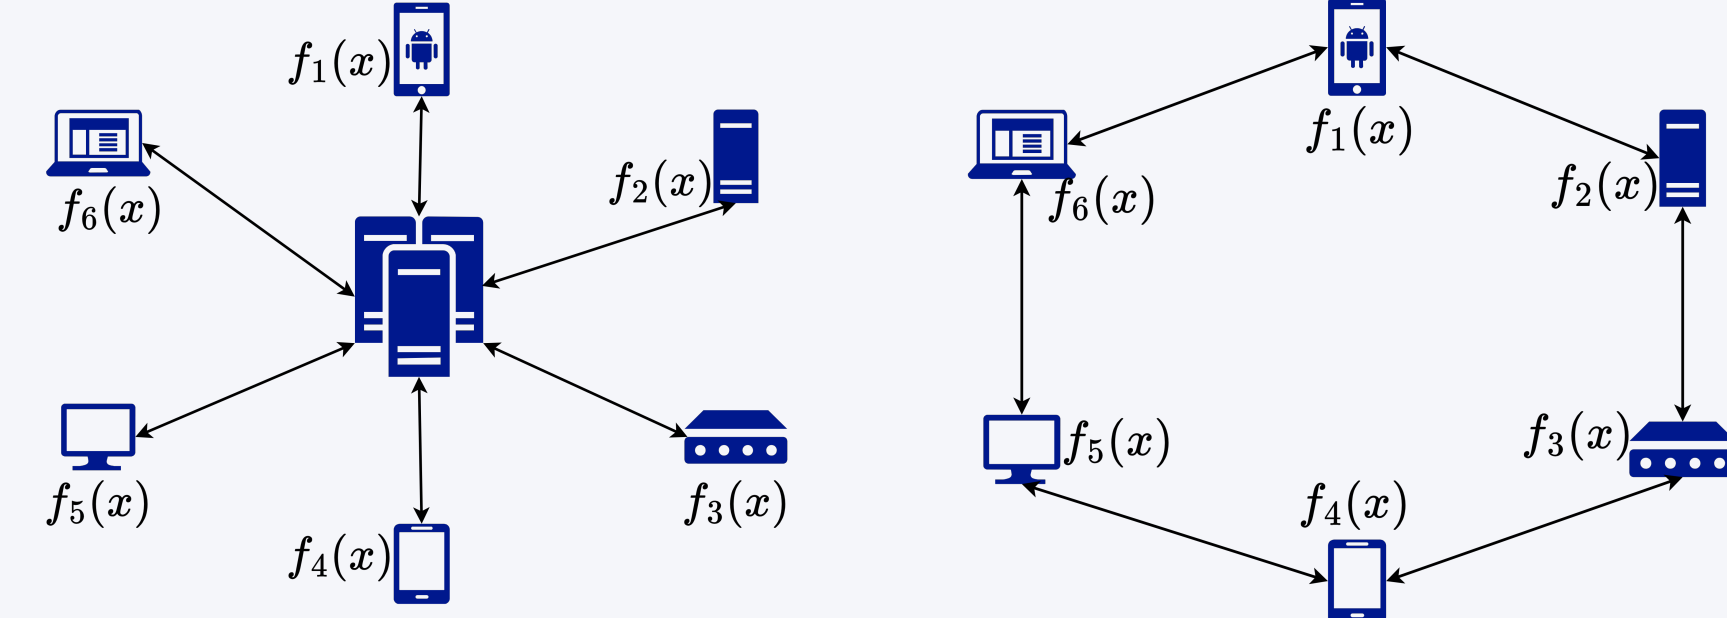 f₁(x)
f₂(x)
f₆(x)
f₅(x)
f₃(x)
f₄(x)
f₁(x)
f₂(x)
f₆(x)
f₅(x)
f₃(x)
f₄(x)